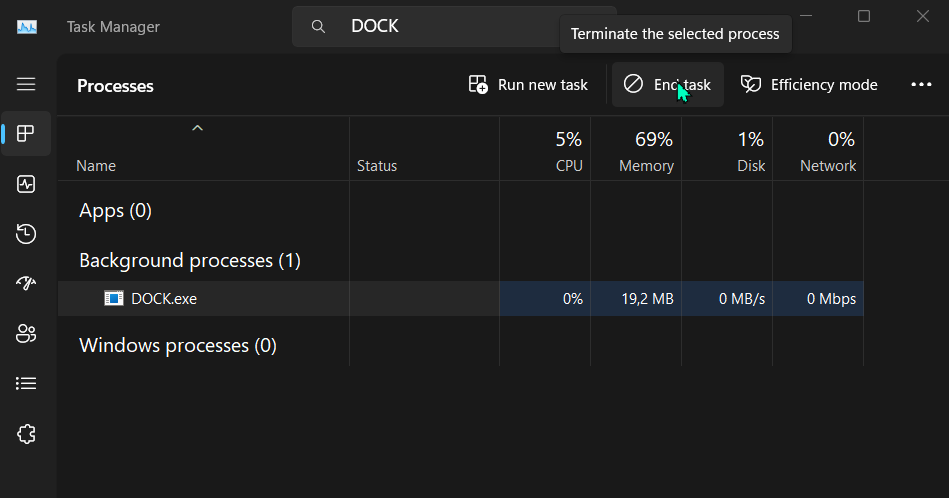 Task Manager
DOCK
Terminate the selected process
Processes
Run new task
End task
Efficiency mode
5% 69% 1% 0%
Name Status CPU Memory Disk Network
Apps (0)
Background processes (1)
DOCK.exe 0% 19,2 MB 0 MB/s 0 Mbps
Windows processes (0)